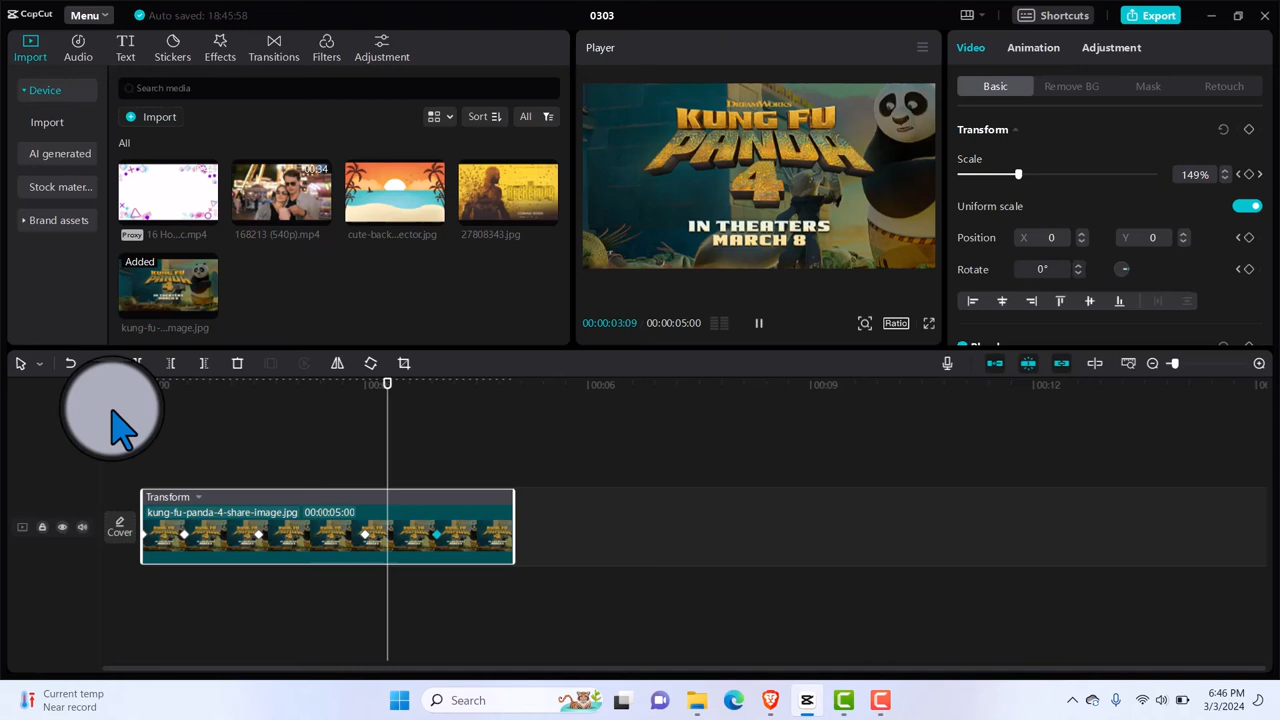 CapCut
Menu
Auto saved: 18:45:58
0303
Shortcuts
Export
Import
Audio
Text
Stickers
Effects
Transitions
Filters
Adjustment
Device
Import
AI generated
Stock mater...
Brand assets
Search media
Import
Sort
All
All
00:34
Proxy
16 Ho...c.mp4
168213 (540p).mp4
cute-back...ector.jpg
27808343.jpg
Added
kung-fu-...mage.jpg
Player
DREAMWORKS
KUNG FU
PANDA
4
IN THEATERS
MARCH 8
00:00:03:09
00:00:05:00
Ratio
Video
Animation
Adjustment
Basic
Remove BG
Mask
Retouch
Transform
Scale
149%
Uniform scale
Position
X 0
Y 0
Rotate
0°
00:06
00:09
00:12
Cover
Transform
kung-fu-panda-4-share-image.jpg 00:00:05:00
Current temp
Near record
Search
6:46 PM
3/3/2024